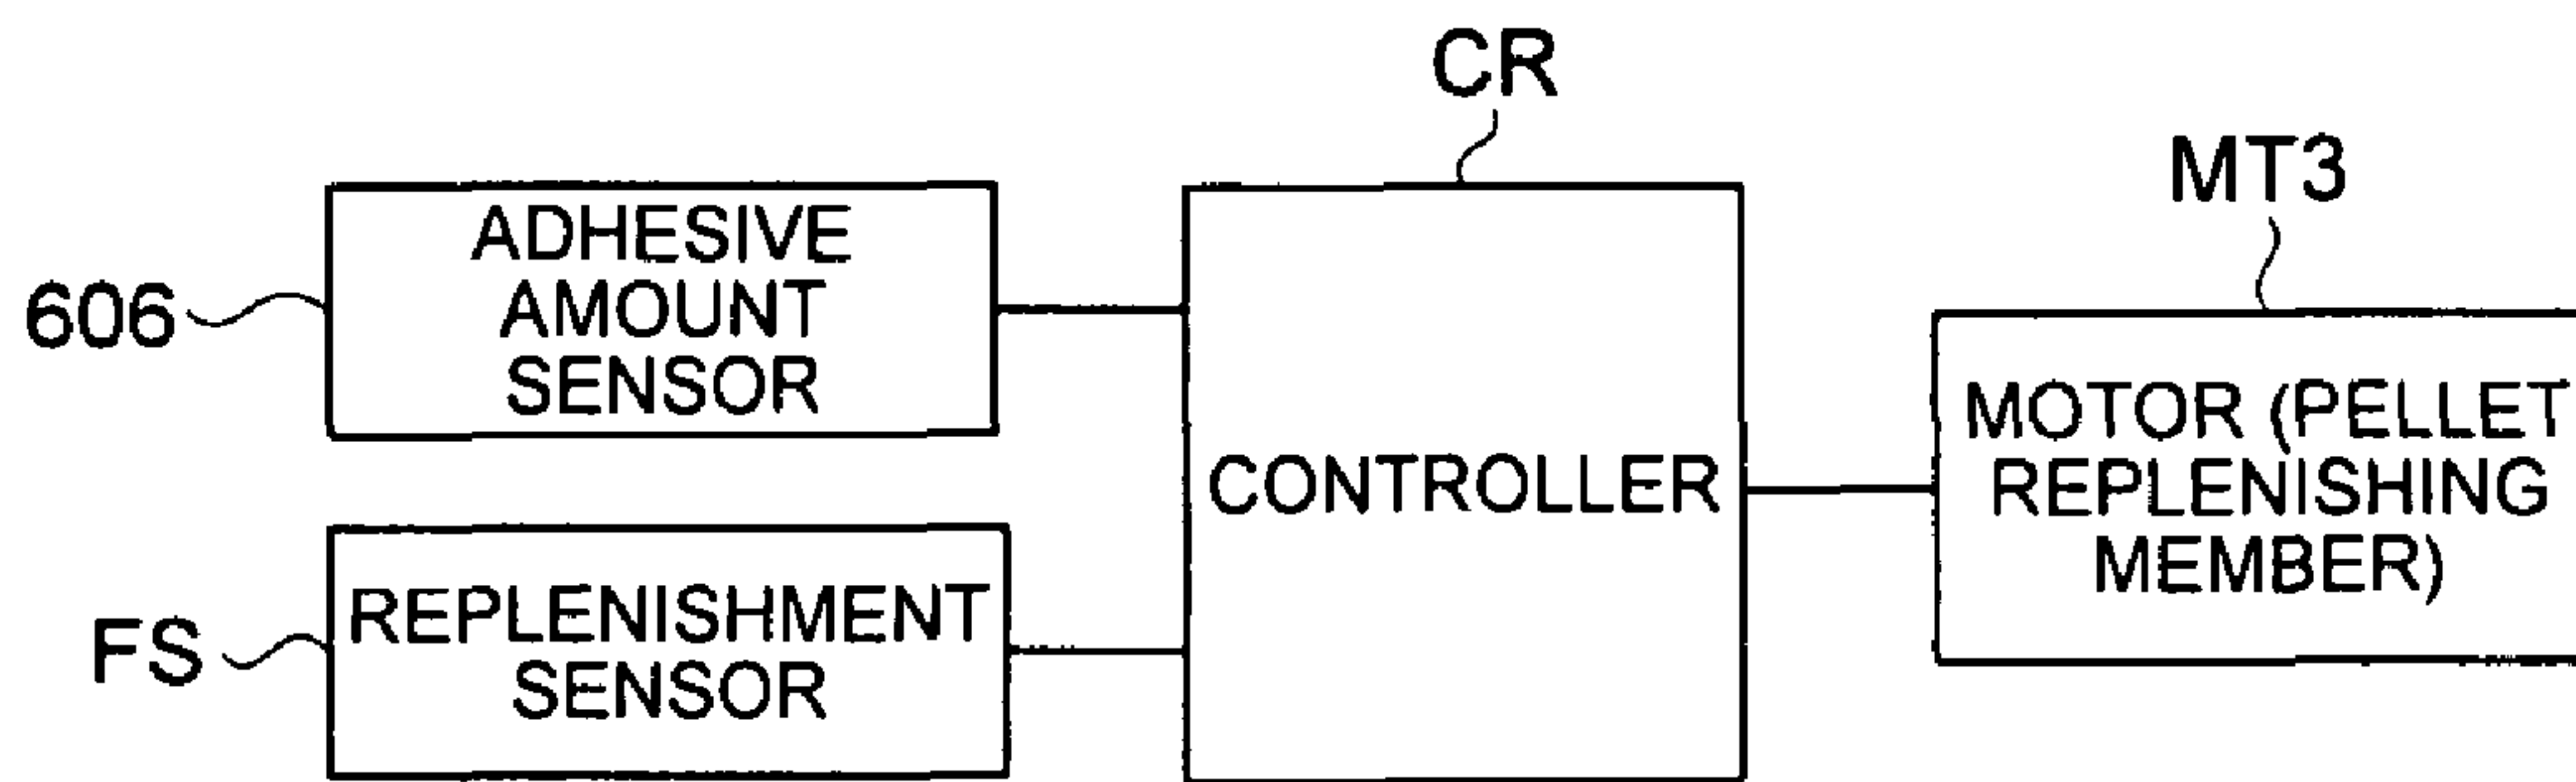 CR
MT3
606
ADHESIVE
AMOUNT
SENSOR
CONTROLLER
MOTOR (PELLET
REPLENISHING
MEMBER)
FS
REPLENISHMENT
SENSOR